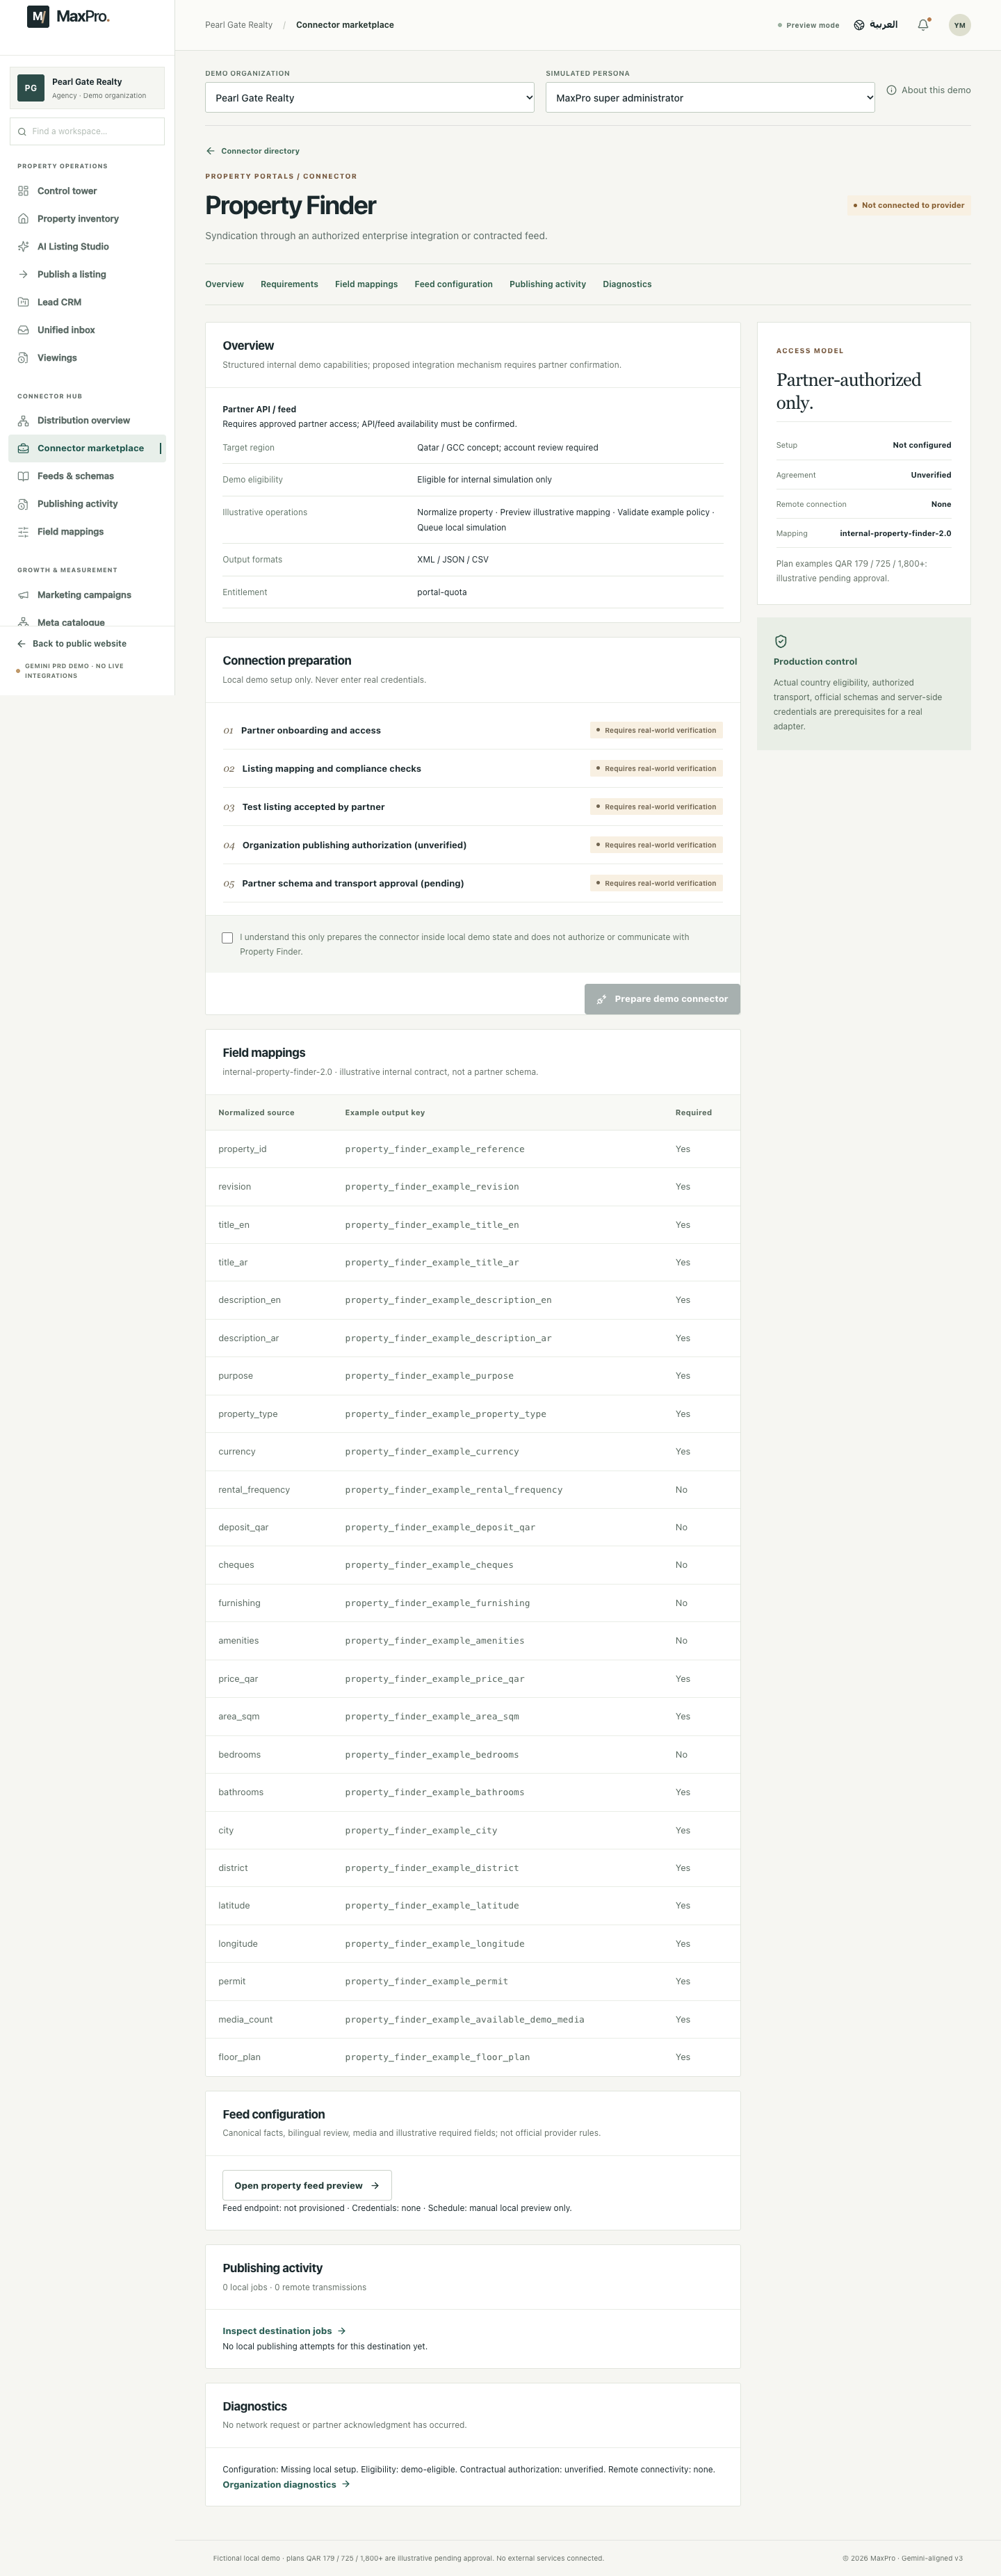 M/ MaxPro.
PG
Pearl Gate Realty
Agency · Demo organization
Find a workspace...
PROPERTY OPERATIONS
Control tower
Property inventory
AI Listing Studio
Publish a listing
Lead CRM
Unified inbox
Viewings
CONNECTOR HUB
Distribution overview
Connector marketplace
Feeds & schemas
Publishing activity
Field mappings
GROWTH & MEASUREMENT
Marketing campaigns
Meta catalogue
Back to public website
GEMINI PRD DEMO · NO LIVE
INTEGRATIONS
Pearl Gate Realty / Connector marketplace
Preview mode
العربية
YM
DEMO ORGANIZATION
Pearl Gate Realty
SIMULATED PERSONA
MaxPro super administrator
About this demo
Connector directory
PROPERTY PORTALS / CONNECTOR
Property Finder
Not connected to provider
Syndication through an authorized enterprise integration or contracted feed.
Overview Requirements Field mappings Feed configuration Publishing activity Diagnostics
Overview
Structured internal demo capabilities; proposed integration mechanism requires partner confirmation.
Partner API / feed
Requires approved partner access; API/feed availability must be confirmed.
Target region Qatar / GCC concept; account review required
Demo eligibility Eligible for internal simulation only
Illustrative operations Normalize property · Preview illustrative mapping · Validate example policy ·
Queue local simulation
Output formats XML / JSON / CSV
Entitlement portal-quota
ACCESS MODEL
Partner-authorized
only.
Setup Not configured
Agreement Unverified
Remote connection None
Mapping internal-property-finder-2.0
Plan examples QAR 179 / 725 / 1,800+:
illustrative pending approval.
Production control
Actual country eligibility, authorized
transport, official schemas and server-side
credentials are prerequisites for a real
adapter.
Connection preparation
Local demo setup only. Never enter real credentials.
01 Partner onboarding and access Requires real-world verification
02 Listing mapping and compliance checks Requires real-world verification
03 Test listing accepted by partner Requires real-world verification
04 Organization publishing authorization (unverified) Requires real-world verification
05 Partner schema and transport approval (pending) Requires real-world verification
I understand this only prepares the connector inside local demo state and does not authorize or communicate with
Property Finder.
Prepare demo connector
Field mappings
internal-property-finder-2.0 · illustrative internal contract, not a partner schema.
Normalized source Example output key Required
property_id property_finder_example_reference Yes
revision property_finder_example_revision Yes
title_en property_finder_example_title_en Yes
title_ar property_finder_example_title_ar Yes
description_en property_finder_example_description_en Yes
description_ar property_finder_example_description_ar Yes
purpose property_finder_example_purpose Yes
property_type property_finder_example_property_type Yes
currency property_finder_example_currency Yes
rental_frequency property_finder_example_rental_frequency No
deposit_qar property_finder_example_deposit_qar No
cheques property_finder_example_cheques No
furnishing property_finder_example_furnishing No
amenities property_finder_example_amenities No
price_qar property_finder_example_price_qar Yes
area_sqm property_finder_example_area_sqm Yes
bedrooms property_finder_example_bedrooms No
bathrooms property_finder_example_bathrooms Yes
city property_finder_example_city Yes
district property_finder_example_district Yes
latitude property_finder_example_latitude Yes
longitude property_finder_example_longitude Yes
permit property_finder_example_permit Yes
media_count property_finder_example_available_demo_media Yes
floor_plan property_finder_example_floor_plan Yes
Feed configuration
Canonical facts, bilingual review, media and illustrative required fields; not official provider rules.
Open property feed preview
Feed endpoint: not provisioned · Credentials: none · Schedule: manual local preview only.
Publishing activity
0 local jobs · 0 remote transmissions
Inspect destination jobs
No local publishing attempts for this destination yet.
Diagnostics
No network request or partner acknowledgment has occurred.
Configuration: Missing local setup. Eligibility: demo-eligible. Contractual authorization: unverified. Remote connectivity: none.
Organization diagnostics
Fictional local demo · plans QAR 179 / 725 / 1,800+ are illustrative pending approval. No external services connected.
© 2026 MaxPro · Gemini-aligned v3